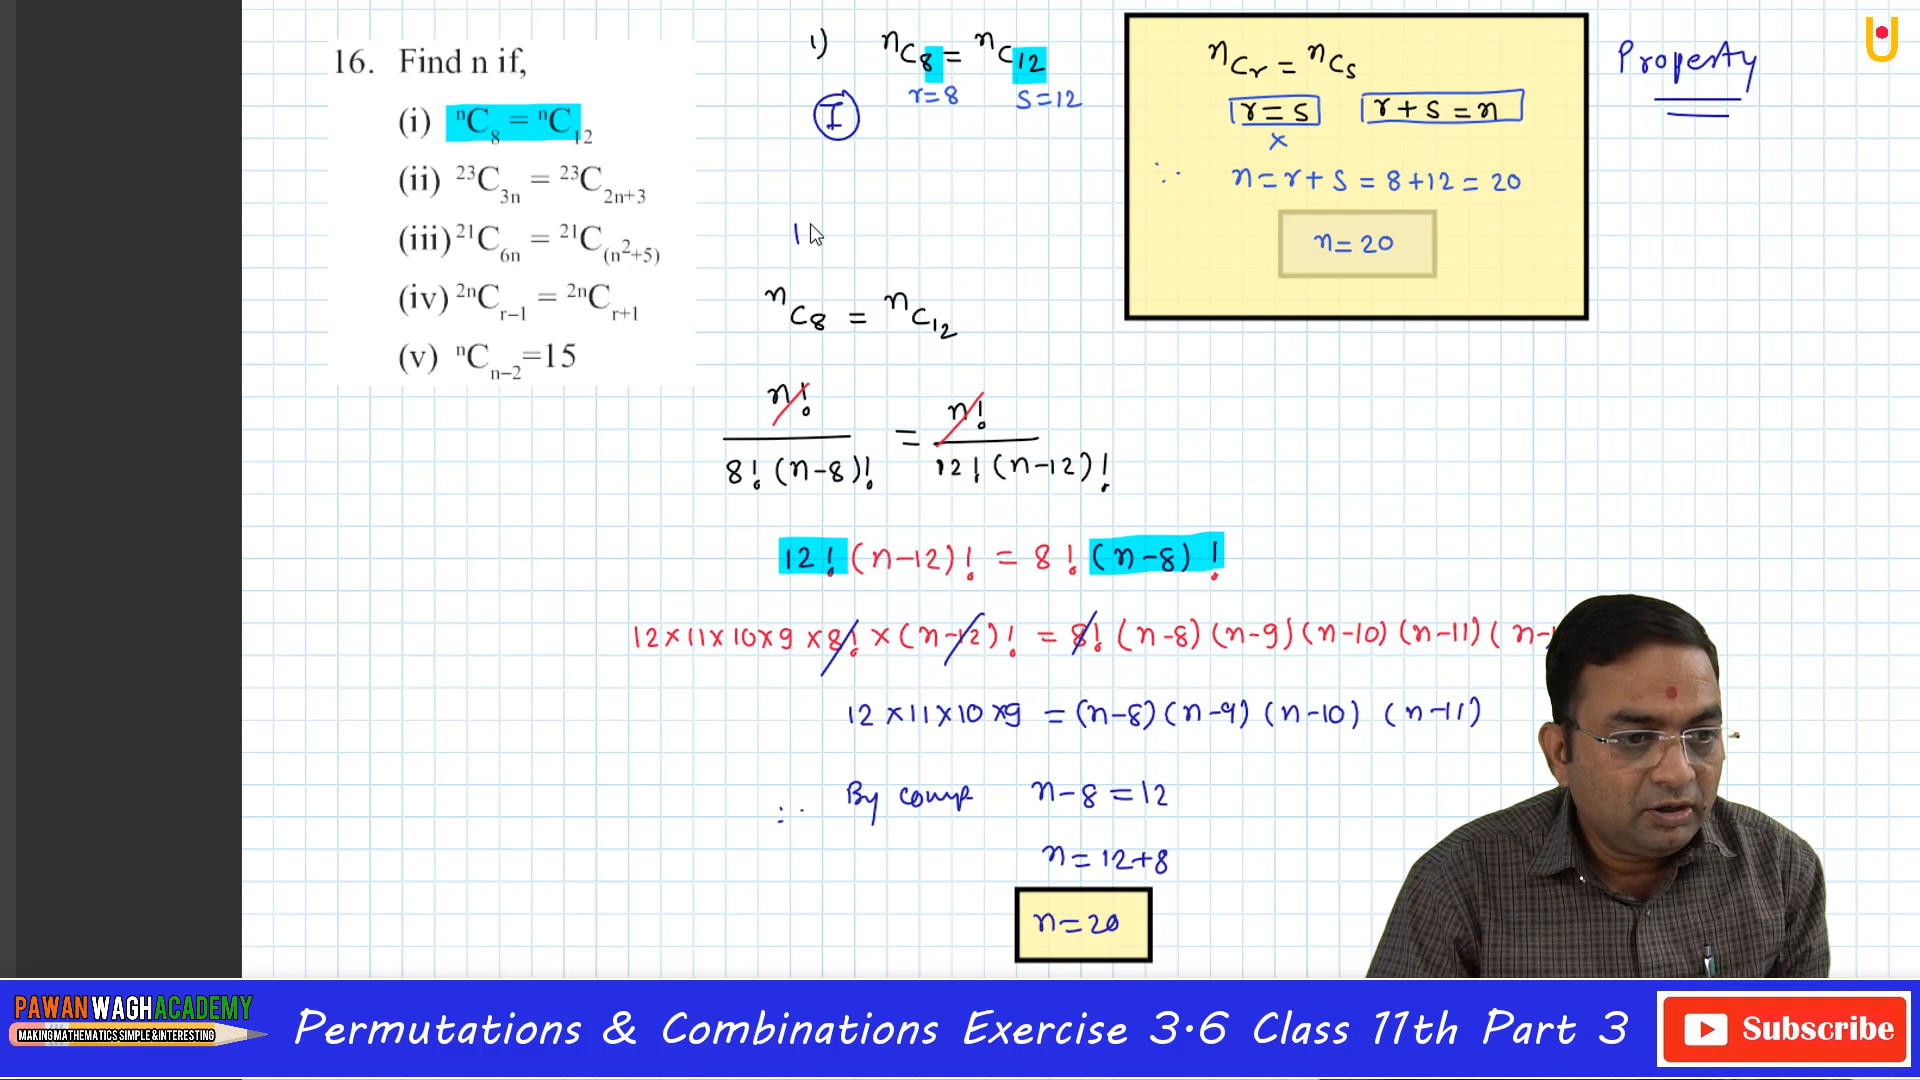 16. Find n if,
(i) ⁿC₈ = ⁿC₁₂
(ii) ²³C₃ₙ = ²³C₂ₙ₊₃
(iii) ²¹C₆ₙ = ²¹C₍ₙ²₊₅₎
(iv) ²ⁿCᵣ₋₁ = ²ⁿCᵣ₊₁
(v) ⁿCₙ₋₂ =15
1) ⁿC₈ = ⁿC₁₂
r=8 s=12
I
ⁿCᵣ = ⁿCₛ
r = s r + s = n
x
∴ n = r + s = 8 +12 = 20
n = 20
Property
ⁿC₈ = ⁿC₁₂
n! / 8! (n-8)! = n! / 12! (n-12)!
12! (n-12)! = 8! (n-8)!
12×11×10×9 ×8! × (n-12)! = 8! (n-8) (n-9) (n-10) (n-11) (n-
12×11×10×9 = (n-8) (n-9) (n-10) (n-11)
∴ By comp n-8 = 12
n = 12+8
n = 20
PAWAN WAGH ACADEMY
MAKING MATHEMATICS SIMPLE & INTERESTING
Permutations & Combinations Exercise 3.6 Class 11th Part 3
Subscribe